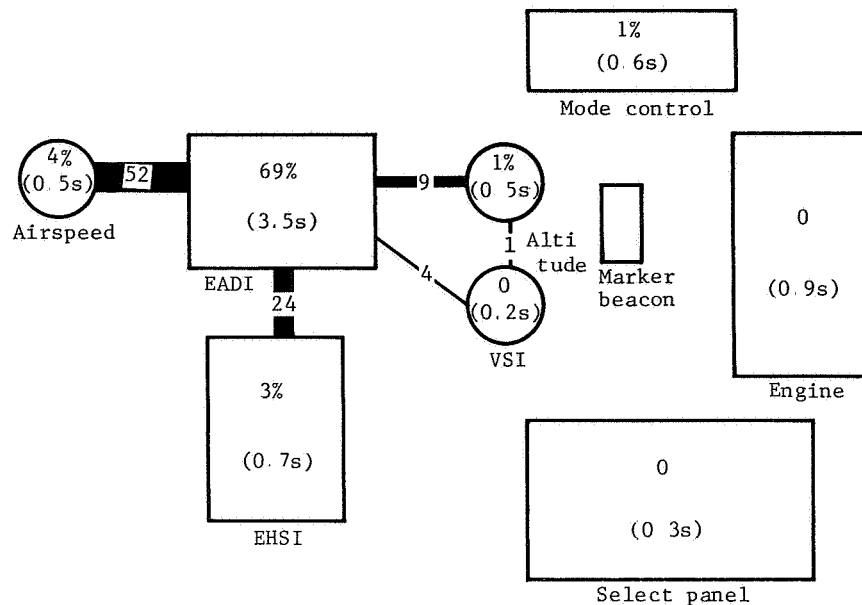 1%
(0.6s)
Mode control
4%
(0.5s)
Airspeed
52
69%
(3.5s)
EADI
9
1%
(0 5s)
1
Alti
tude
4
0
(0.2s)
VSI
Marker
beacon
0
(0.9s)
Engine
24
3%
(0.7s)
EHSI
0
(0 3s)
Select panel